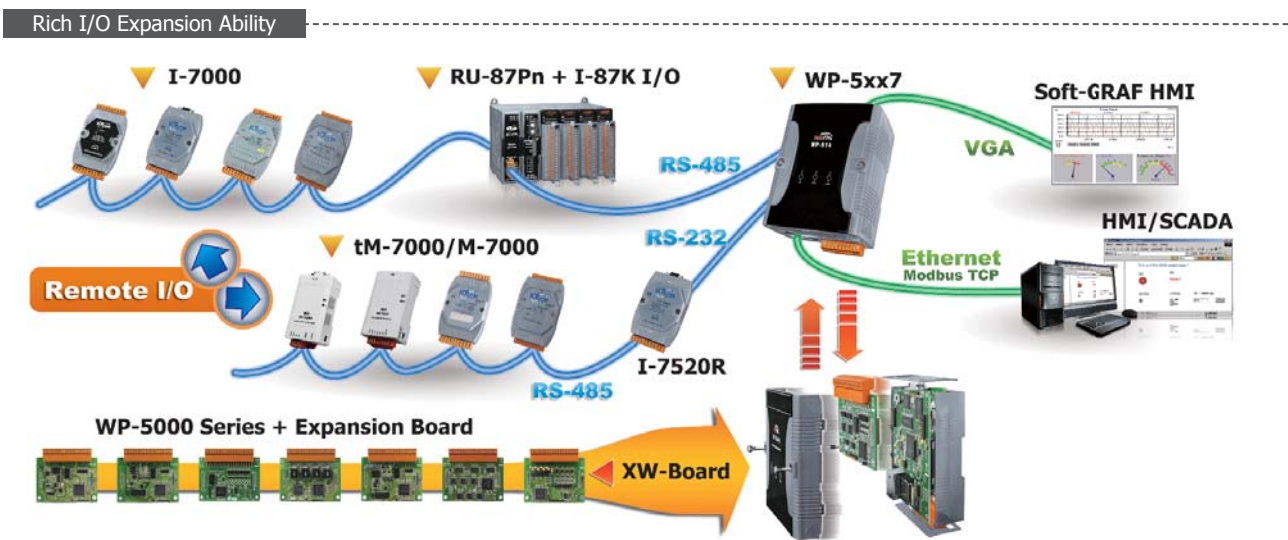 Rich I/O Expansion Ability
I-7000
RU-87Pn + I-87K I/O
WP-5xx7
Soft-GRAF HMI
VGA
RS-485
HMI/SCADA
RS-232
tM-7000/M-7000
Ethernet
Modbus TCP
Remote I/O
I-7520R
RS-485
WP-5000 Series + Expansion Board
XW-Board